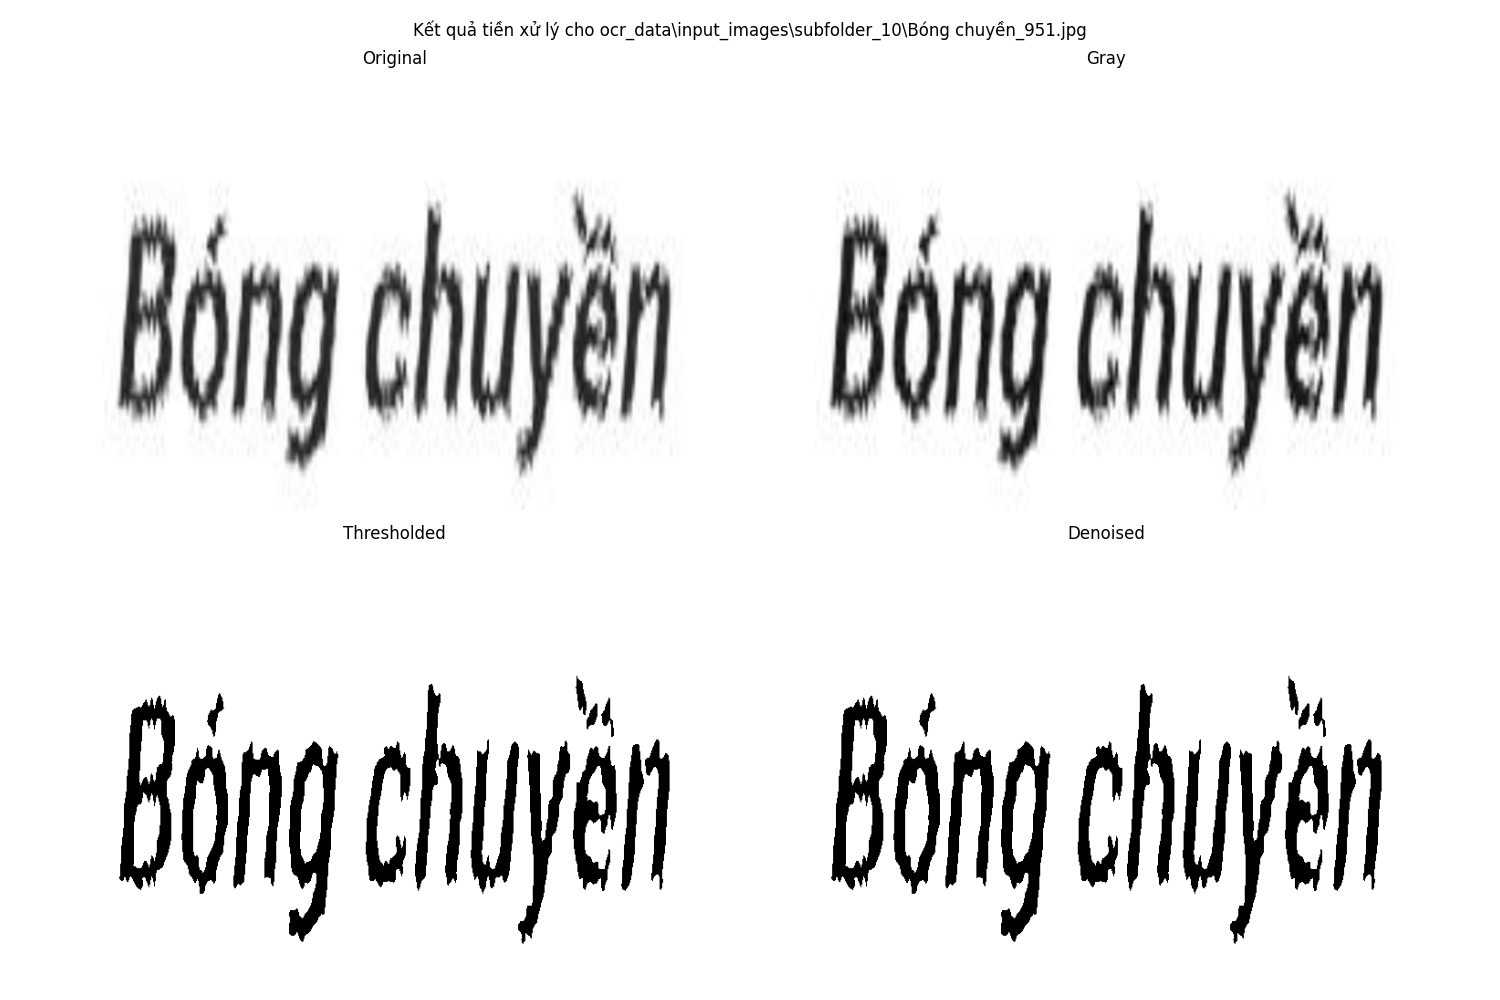 Kết quả tiền xử lý cho ocr_data\input_images\subfolder_10\Bóng chuyền_951.jpg
Original
Gray
Bóng chuyền
Bóng chuyền
Thresholded
Denoised
Bóng chuyền
Bóng chuyền